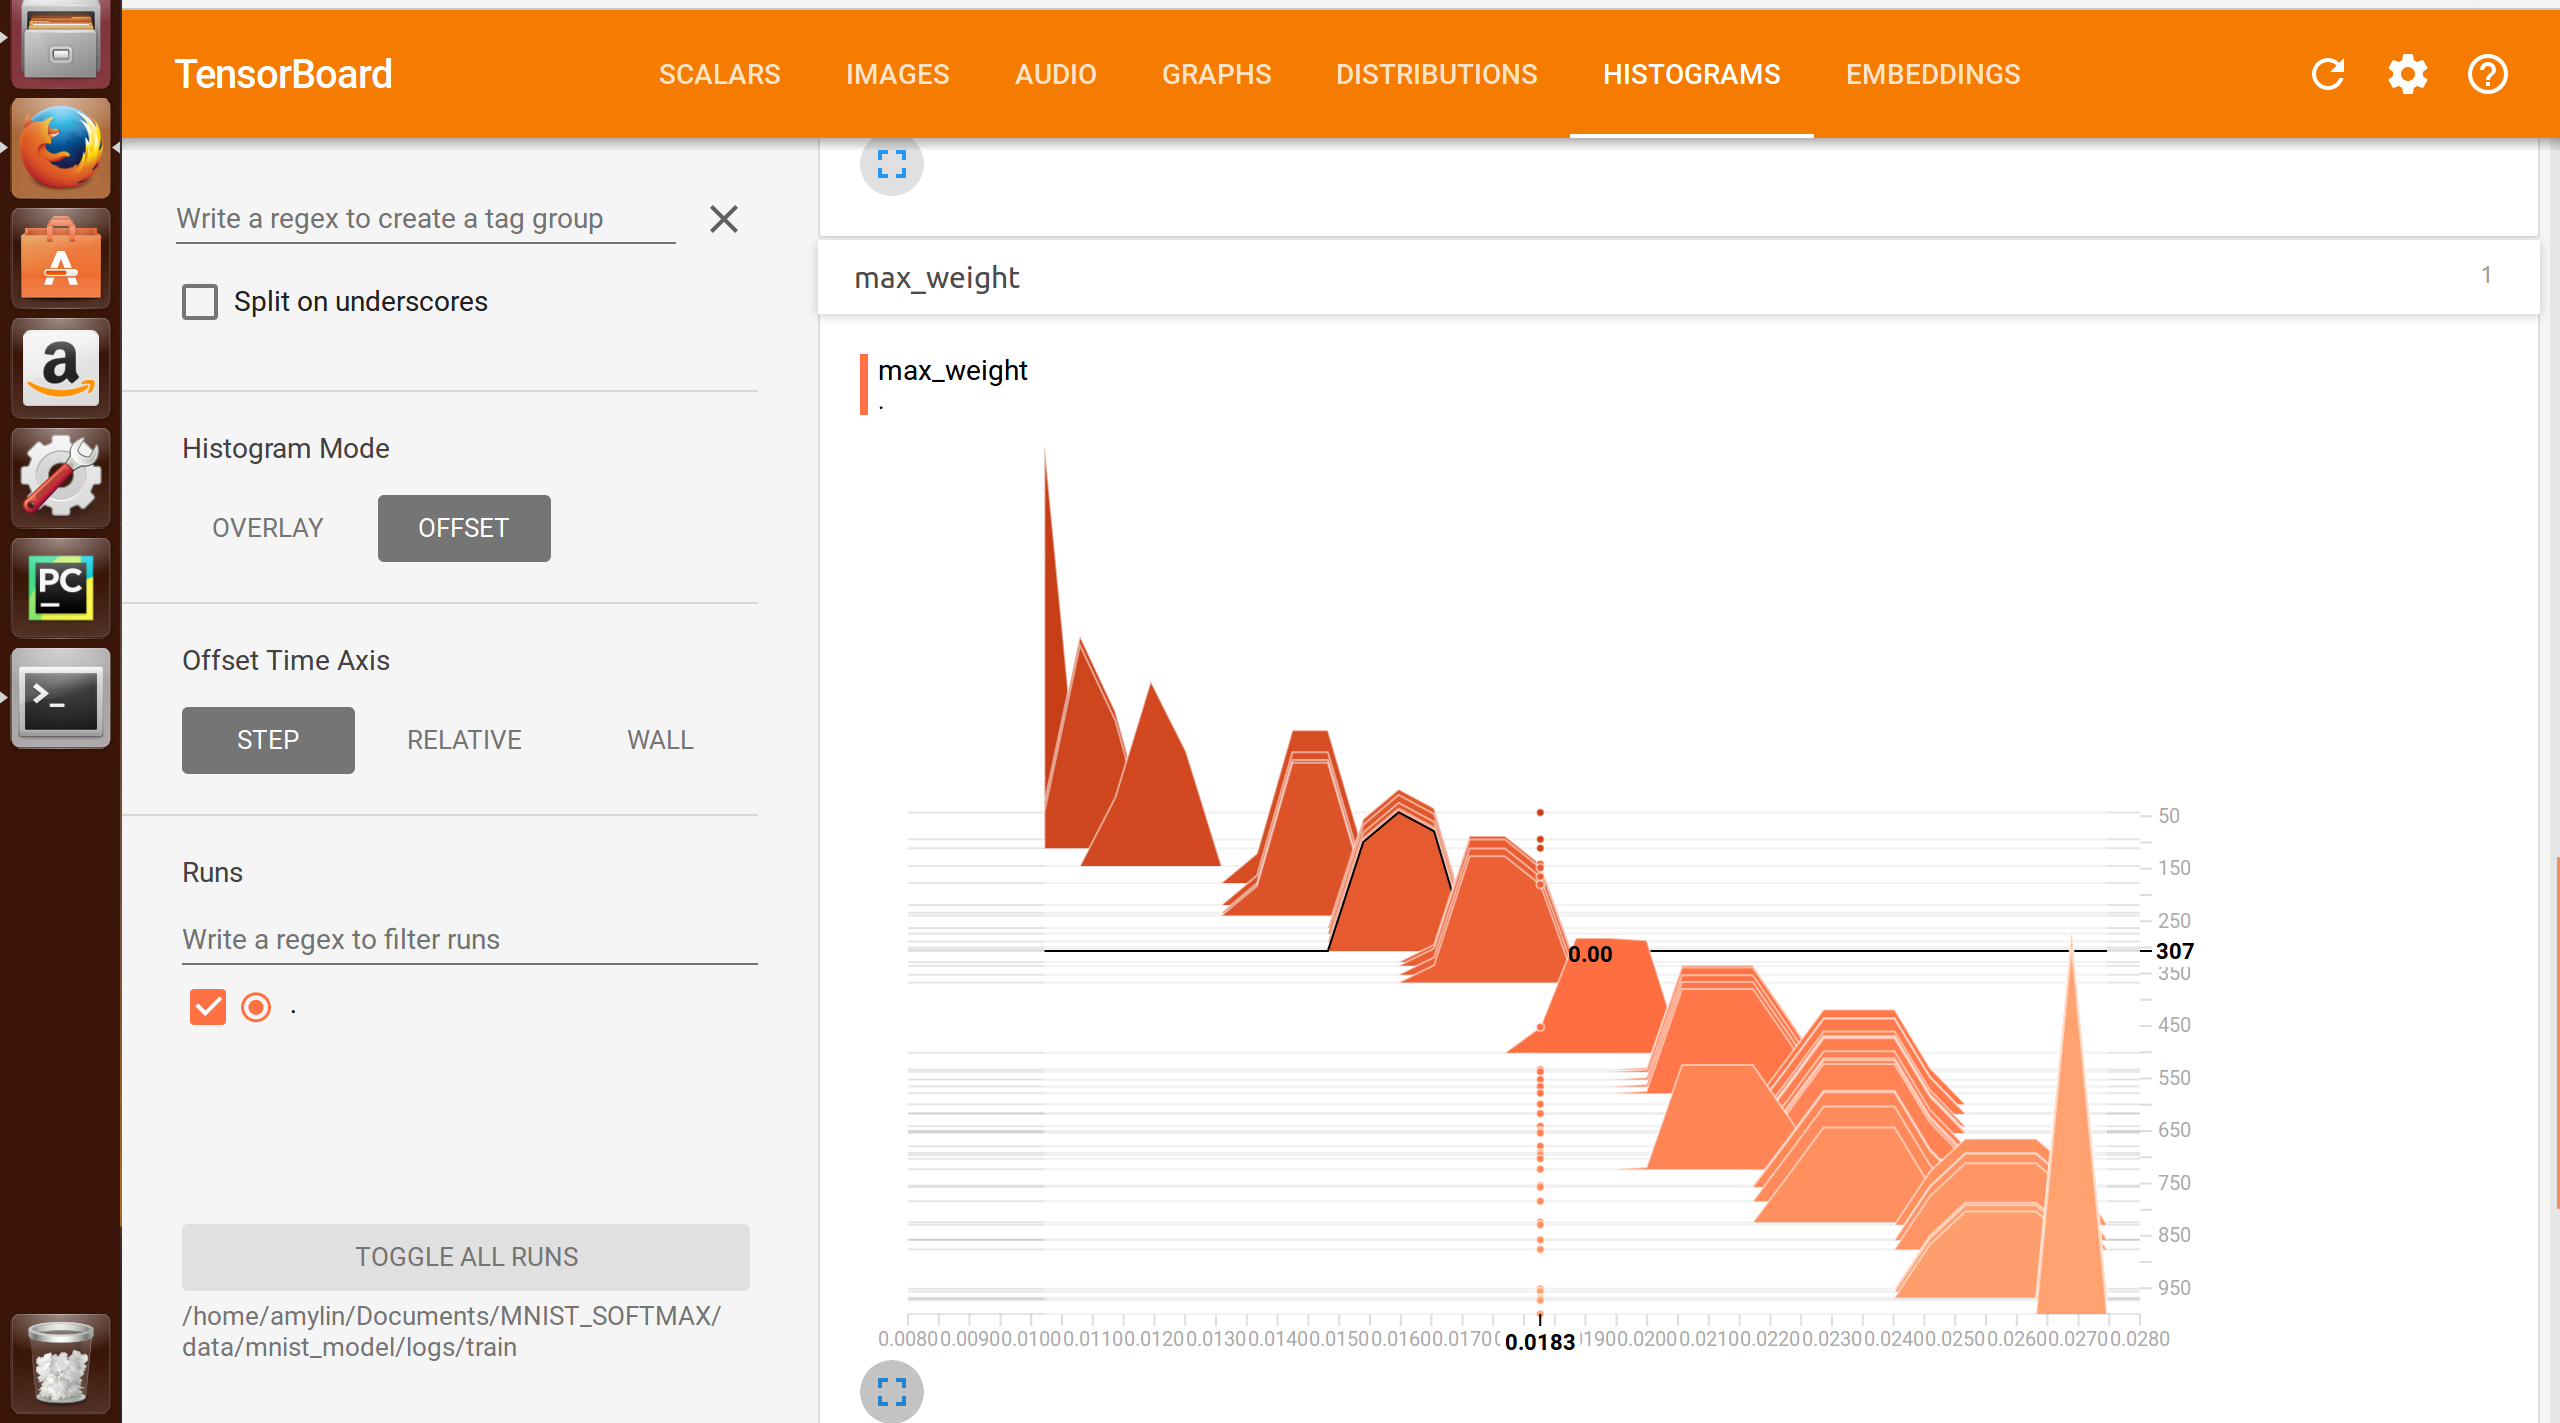 TensorBoard
SCALARS IMAGES AUDIO GRAPHS DISTRIBUTIONS HISTOGRAMS EMBEDDINGS
Write a regex to create a tag group
Split on underscores
Histogram Mode
OVERLAY OFFSET
Offset Time Axis
STEP RELATIVE WALL
Runs
Write a regex to filter runs
.
TOGGLE ALL RUNS
/home/amylin/Documents/MNIST_SOFTMAX/
data/mnist_model/logs/train
max_weight 1
max_weight
.
50
150
250
307
350
450
550
650
750
850
950
0.00
0.0080 0.0090 0.0100 0.0110 0.0120 0.0130 0.0140 0.0150 0.0160 0.0183 0.0200 0.0210 0.0220 0.0230 0.0240 0.0250 0.0260 0.0270 0.0280
a
A
PC
>_